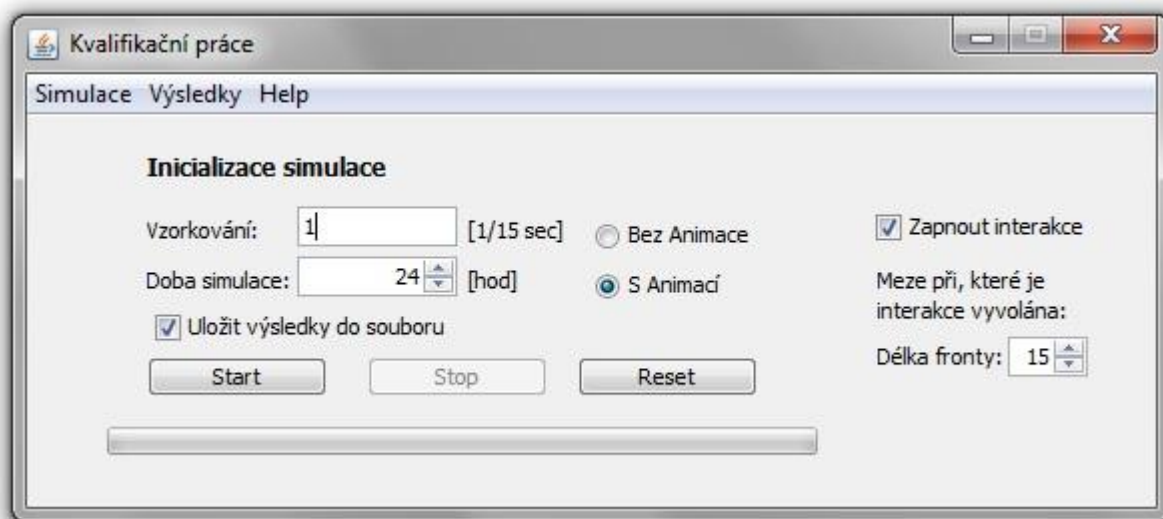 Kvalifikační práce
Simulace Výsledky Help
Inicializace simulace
Vzorkování: 1 [1/15 sec]
Doba simulace: 24 [hod]
Uložit výsledky do souboru
Start Stop Reset
Bez Animace
S Animací
Zapnout interakce
Meze při, které je
interakce vyvolána:
Délka fronty: 15